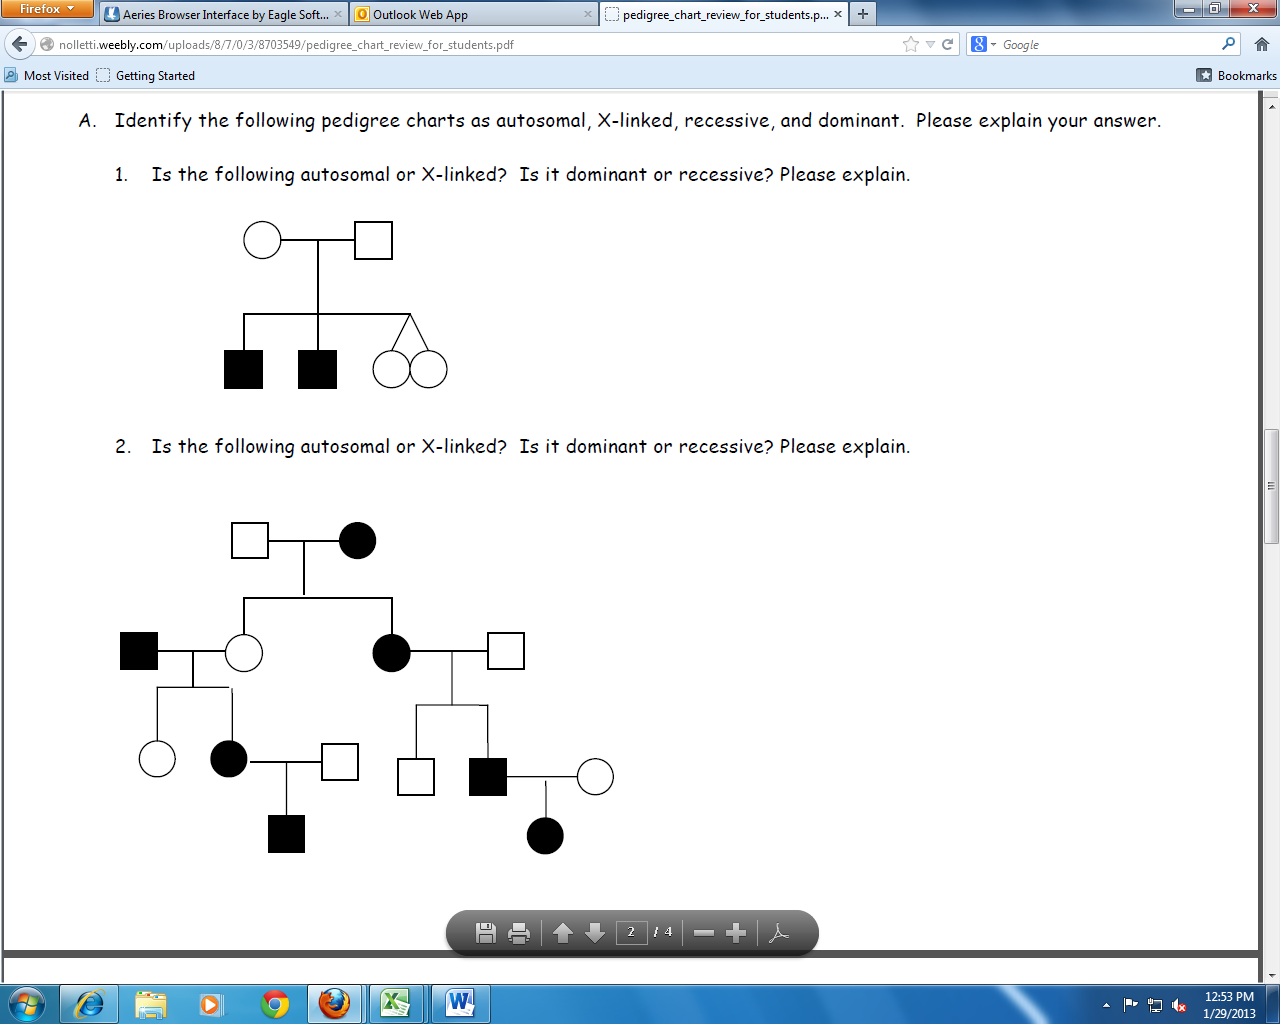 Firefox
Aeries Browser Interface by Eagle Soft...
Outlook Web App
pedigree_chart_review_for_students.p...
nolletti.weebly.com/uploads/8/7/0/3/8703549/pedigree_chart_review_for_students.pdf
Google
Most Visited
Getting Started
Bookmarks
A. Identify the following pedigree charts as autosomal, X-linked, recessive, and dominant. Please explain your answer.
1. Is the following autosomal or X-linked? Is it dominant or recessive? Please explain.
2. Is the following autosomal or X-linked? Is it dominant or recessive? Please explain.
2 / 4
12:53 PM
1/29/2013